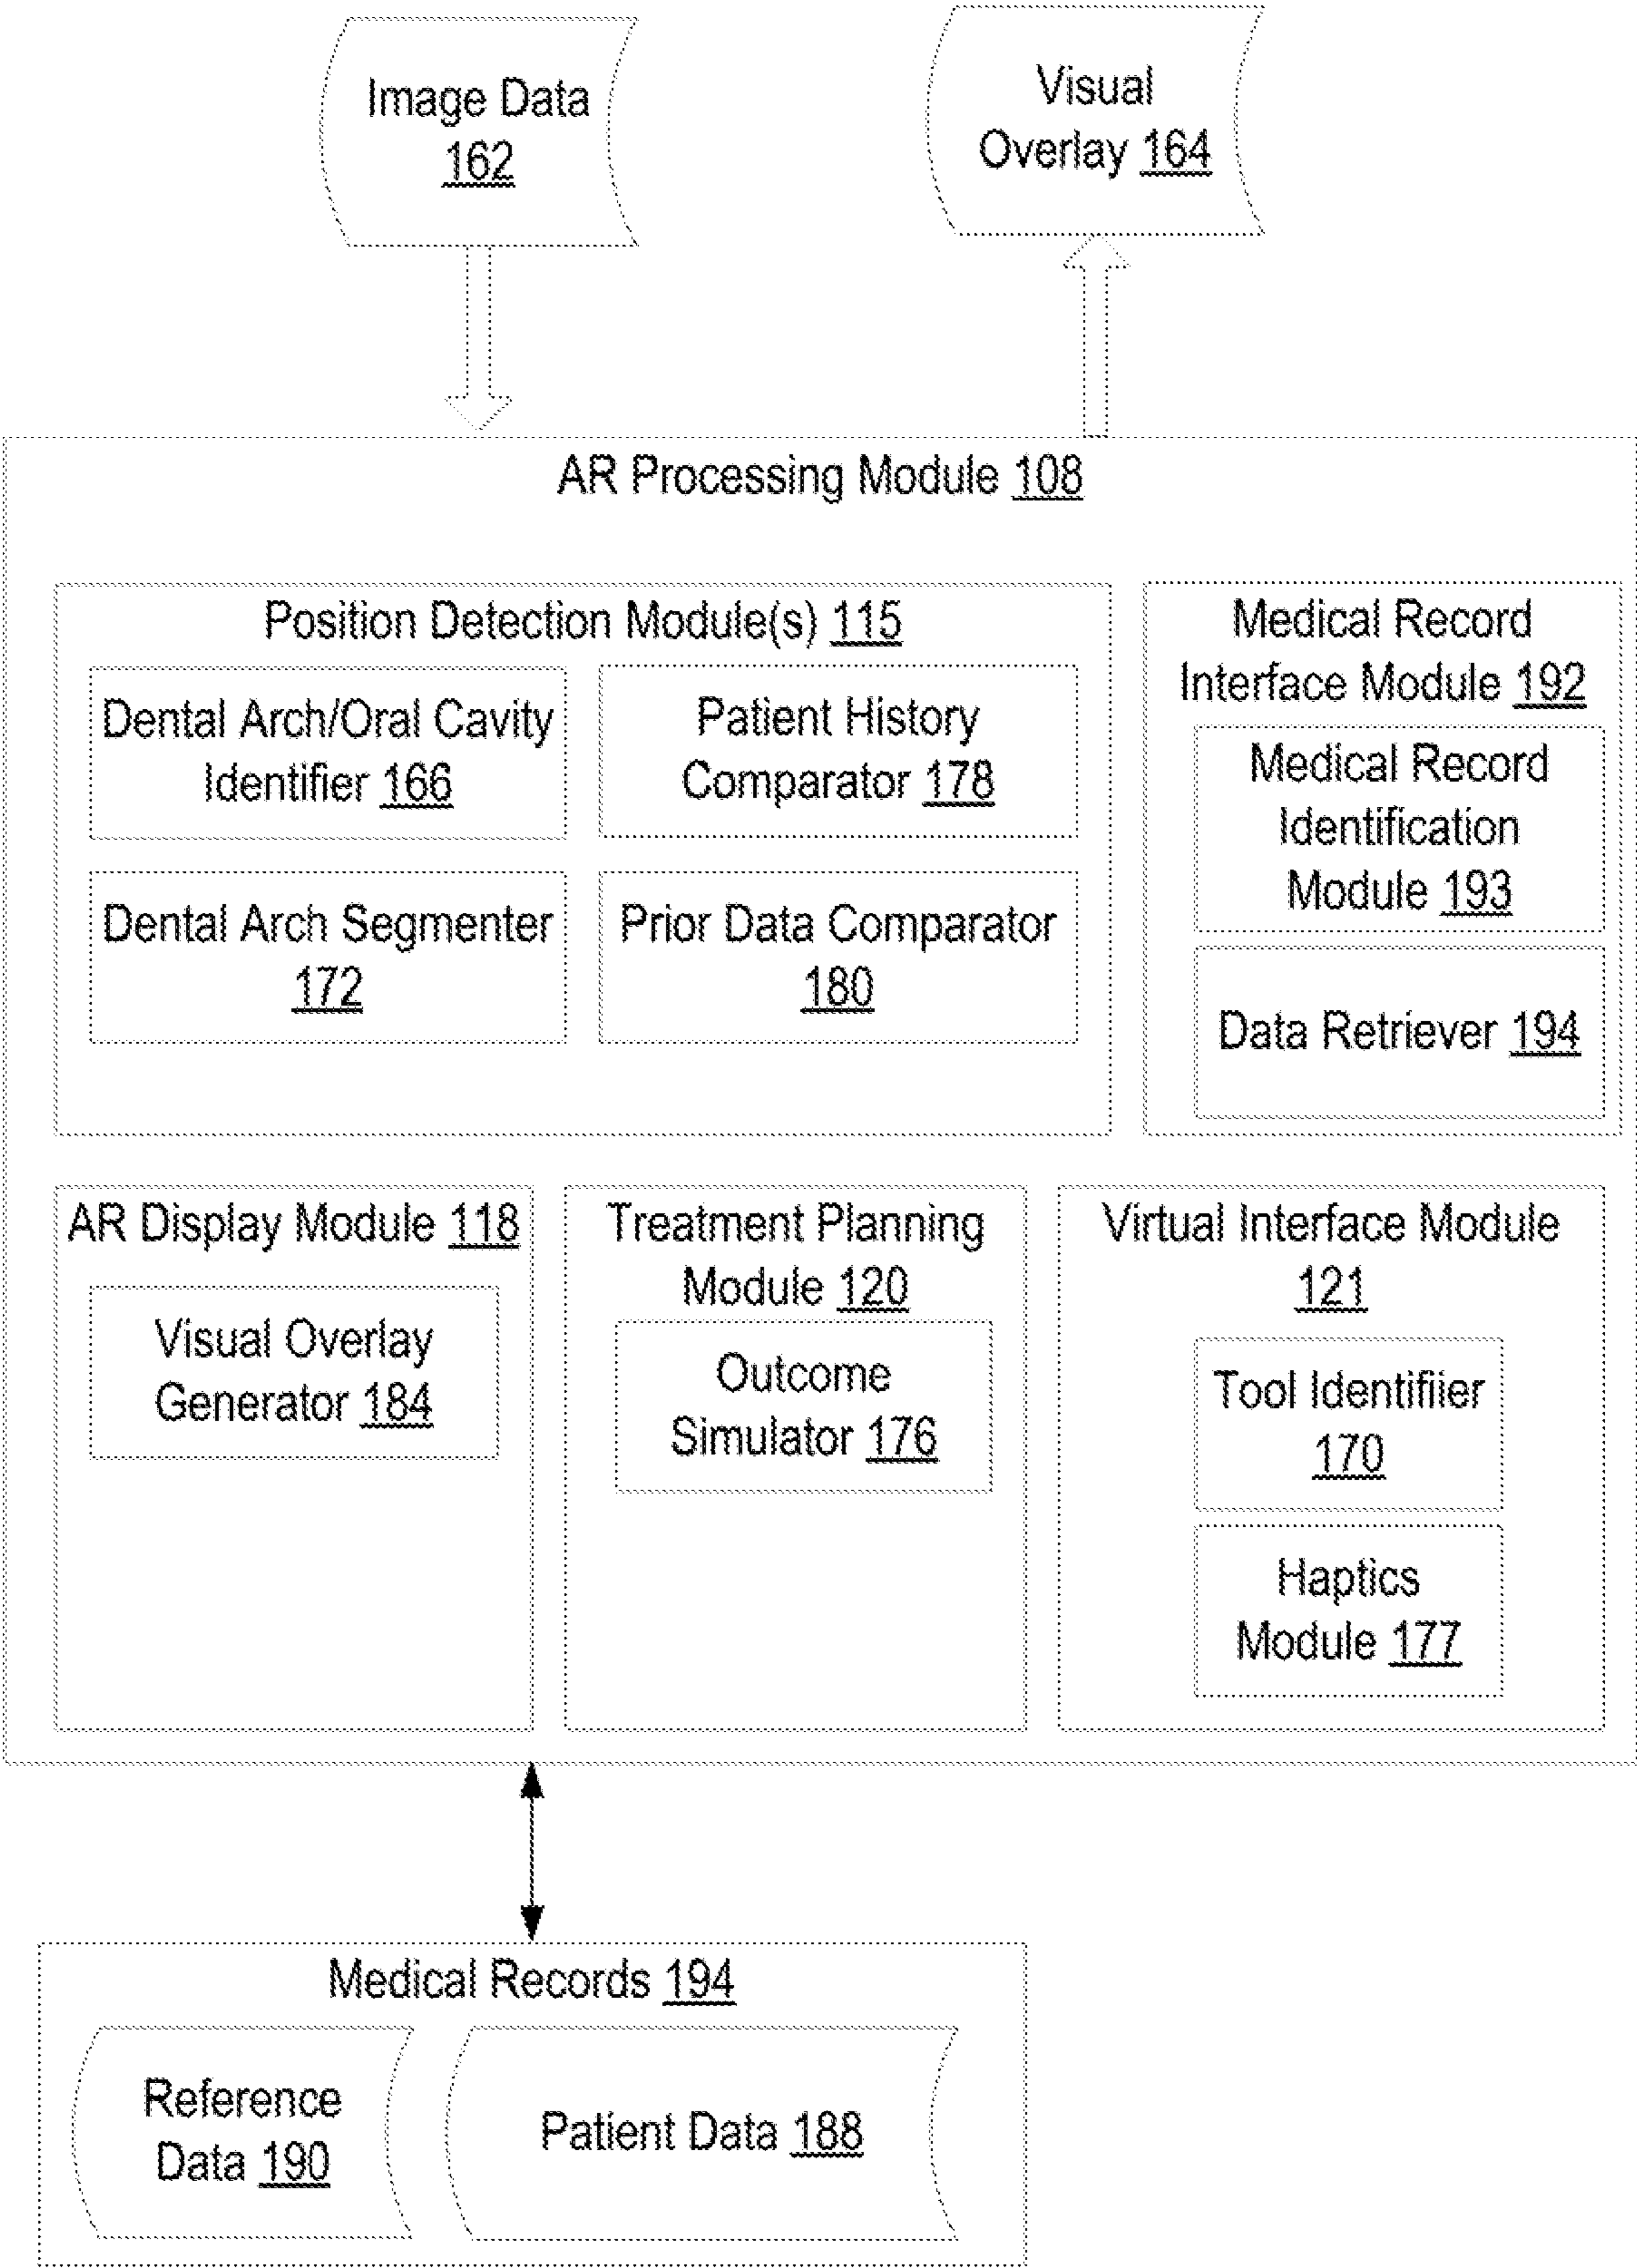 Image Data
162
Visual
Overlay 164
AR Processing Module 108
Position Detection Module(s) 115
Dental Arch/Oral Cavity
Identifier 166
Patient History
Comparator 178
Dental Arch Segmenter
172
Prior Data Comparator
180
Medical Record
Interface Module 192
Medical Record
Identification
Module 193
Data Retriever 194
AR Display Module 118
Visual Overlay
Generator 184
Treatment Planning
Module 120
Outcome
Simulator 176
Virtual Interface Module
121
Tool Identifiier
170
Haptics
Module 177
Medical Records 194
Reference
Data 190
Patient Data 188